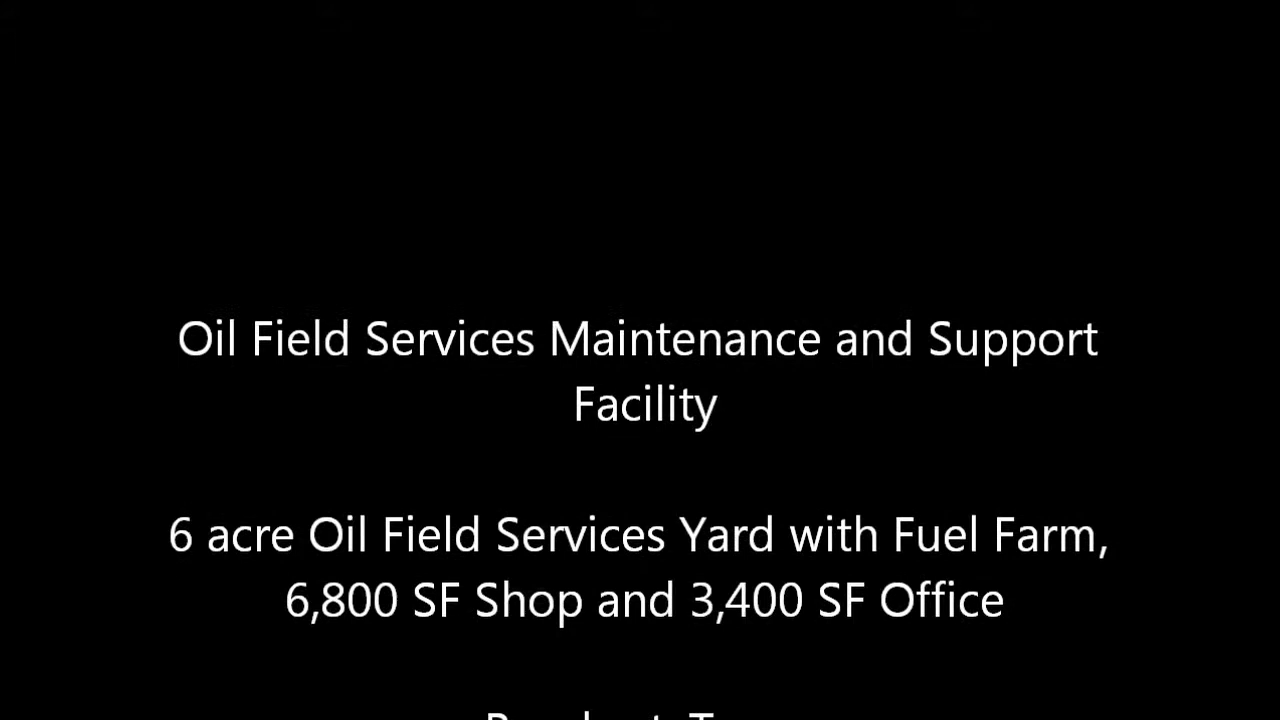 Oil Field Services Maintenance and Support
Facility
6 acre Oil Field Services Yard with Fuel Farm,
6,800 SF Shop and 3,400 SF Office